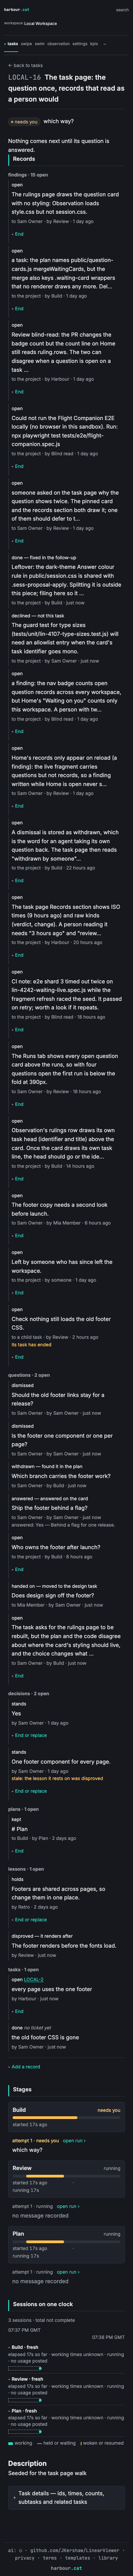 harbour.cat
search
workspace Local Workspace
tasks swipe swim observation settings kpis
← back to tasks
LOCAL-16 The task page: the question once, records that read as a person would
needs you which way?
Nothing comes next until its question is answered.
Records
findings · 15 open
open
The rulings page draws the question card with no styling: Observation loads style.css but not session.css.
to Sam Owner · by Review · 1 day ago
End
open
a task: the plan names public/question-cards.js mergeWaitingCards, but the merge also keys .waiting-card wrappers that no renderer draws any more. Del…
to the project · by Build · 1 day ago
End
open
Review blind-read: the PR changes the badge count but the count line on Home still reads ruling rows. The two can disagree when a question is open on a task …
to the project · by Harbour · 1 day ago
End
open
Could not run the Flight Companion E2E locally (no browser in this sandbox). Run: npx playwright test tests/e2e/flight-companion.spec.js
to the project · by Blind read · 1 day ago
End
open
someone asked on the task page why the question shows twice. The pinned card and the records section both draw it; one of them should defer to t…
to Sam Owner · by Review · 1 day ago
End
done — fixed in the follow-up
Leftover: the dark-theme Answer colour rule in public/session.css is shared with .sess-proposal-apply. Splitting it is outside this piece; filing here so it …
to the project · by Build · just now
declined — not this task
The guard test for type sizes (tests/unit/lin-4107-type-sizes.test.js) will need an allowlist entry when the card's task identifier goes mono.
to the project · by Sam Owner · just now
open
a finding: the nav badge counts open question records across every workspace, but Home's "Waiting on you" counts only this workspace. A person with tw…
to the project · by Blind read · 1 day ago
End
open
Home's records only appear on reload (a finding): the live fragment carries questions but not records, so a finding written while Home is open never s…
to Sam Owner · by Review · 1 day ago
End
open
A dismissal is stored as withdrawn, which is the word for an agent taking its own question back. The task page then reads "withdrawn by someone"…
to the project · by Build · 22 hours ago
End
open
The task page Records section shows ISO times (9 hours ago) and raw kinds (verdict, change). A person reading it needs "3 hours ago" and "review…
to the project · by Harbour · 20 hours ago
End
open
CI note: e2e shard 3 timed out twice on lin-4242-waiting-live.spec.js while the fragment refresh raced the seed. It passed on retry; worth a look if it repeats.
to the project · by Blind read · 18 hours ago
End
open
The Runs tab shows every open question card above the runs, so with four questions open the first run is below the fold at 390px.
to Sam Owner · by Review · 16 hours ago
End
open
Observation's rulings row draws its own task head (identifier and title) above the card. Once the card draws its own task line, the head should go or the ide…
to the project · by Build · 14 hours ago
End
open
The footer copy needs a second look before launch.
to Sam Owner · by Mia Member · 6 hours ago
End
open
Left by someone who has since left the workspace.
to the project · by someone · 1 day ago
End
open
Check nothing still loads the old footer CSS.
to a child task · by Review · 2 hours ago
its task has ended
End
questions · 2 open
dismissed
Should the old footer links stay for a release?
to Sam Owner · by Sam Owner · just now
dismissed
Is the footer one component or one per page?
to Sam Owner · by Sam Owner · just now
withdrawn — found it in the plan
Which branch carries the footer work?
to Sam Owner · by Build · just now
answered — answered on the card
Ship the footer behind a flag?
to Sam Owner · by Sam Owner · just now
answered: Yes — Behind a flag for one release.
open
Who owns the footer after launch?
to the project · by Build · 6 hours ago
End
handed on — moved to the design task
Does design sign off the footer?
to Mia Member · by Sam Owner · just now
open
The task asks for the rulings page to be rebuilt, but the plan and the code disagree about where the card's styling should live, and the choice changes what …
to Sam Owner · by Build · just now
End
decisions · 2 open
stands
Yes
by Sam Owner · 1 day ago
End or replace
stands
One footer component for every page.
by Sam Owner · 1 day ago
stale: the lesson it rests on was disproved
End or replace
plans · 1 open
kept
# Plan
to Build · by Plan · 2 days ago
End
lessons · 1 open
holds
Footers are shared across pages, so change them in one place.
by Retro · 2 days ago
End or replace
disproved — it renders after
The footer renders before the fonts load.
by Review · just now
tasks · 1 open
open LOCAL-2
every page uses the one footer
by Harbour · just now
End
done no ticket yet
the old footer CSS is gone
by Sam Owner · just now
Add a record
Stages
Build
needs you
started 17s ago
attempt 1 · needs you open run ›
which way?
Review
running
started 17s ago
running 17s
attempt 1 · running open run ›
no message recorded
Plan
running
started 17s ago
running 17s
attempt 1 · running open run ›
no message recorded
Sessions on one clock
3 sessions · total not complete
07:37 PM GMT
07:38 PM GMT
Build · fresh
elapsed 17s so far · working times unknown · running · no usage posted
Review · fresh
elapsed 17s so far · working times unknown · running · no usage posted
Plan · fresh
elapsed 17s so far · working times unknown · running · no usage posted
working held or waiting woken or resumed
Description
Seeded for the task page walk
Task details — ids, times, counts, subtasks and related tasks
github.com/JEershaw/LinearViewer
privacy · terms · templates · library
harbour.cat